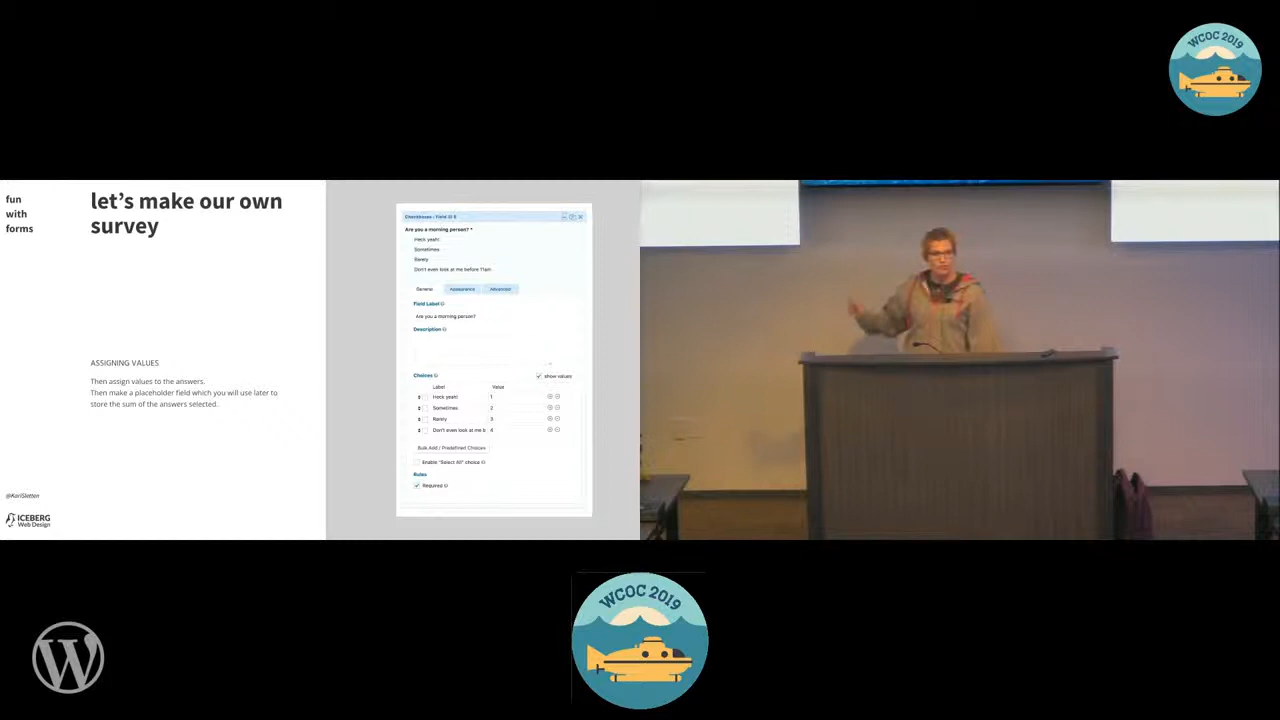 WCOC 2019
fun
with
forms
let's make our own
survey
ASSIGNING VALUES
Then assign values to the answers.
Then make a placeholder field which you will use later to
store the sum of the answers selected.
@KariSletten
ICEBERG
Web Design
Checkboxes / Field ID 6
Are you a morning person? *
Heck yeah!
Sometimes
Rarely
Don't even look at me before 11am
General Appearance Advanced
Field Label
Are you a morning person?
Description
Choices show values
Label Value
Heck yeah! 1
Sometimes 2
Rarely 3
Don't even look at me b 4
Bulk Add / Predefined Choices
Enable "Select All" choice
Rules
Required
WCOC 2019
W